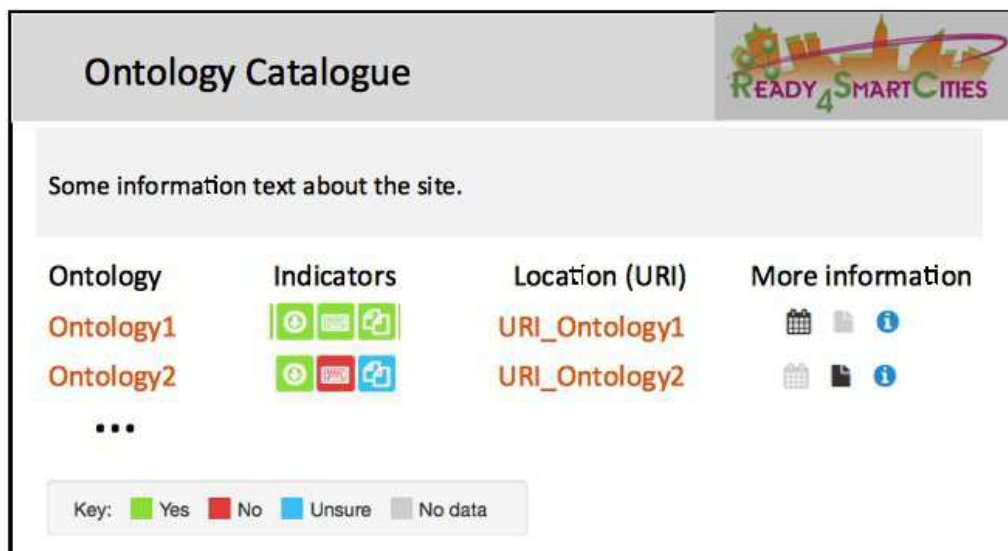 Ontology Catalogue
READY4SMARTCITIES
Some information text about the site.
Ontology Indicators Location (URI) More information
Ontology1 URI_Ontology1
Ontology2 URI_Ontology2
...
Key: Yes No Unsure No data